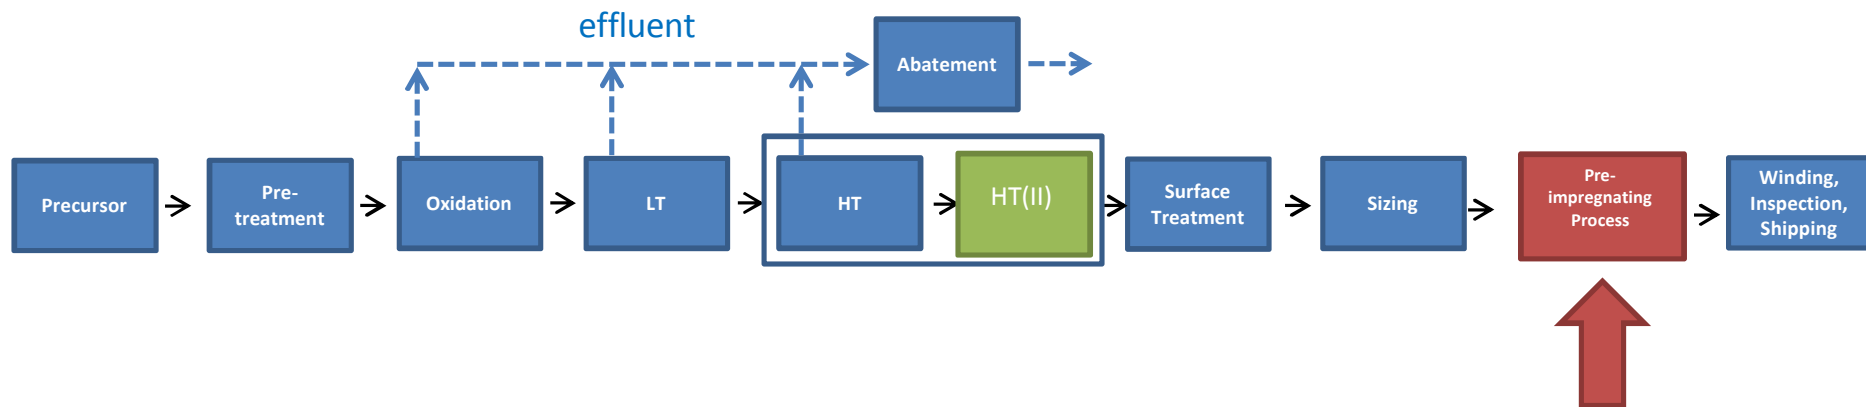 effluent
Abatement
Precursor
Pre-
treatment
Oxidation
LT
HT
HT(II)
Surface
Treatment
Sizing
Pre-
impregnating
Process
Winding,
Inspection,
Shipping